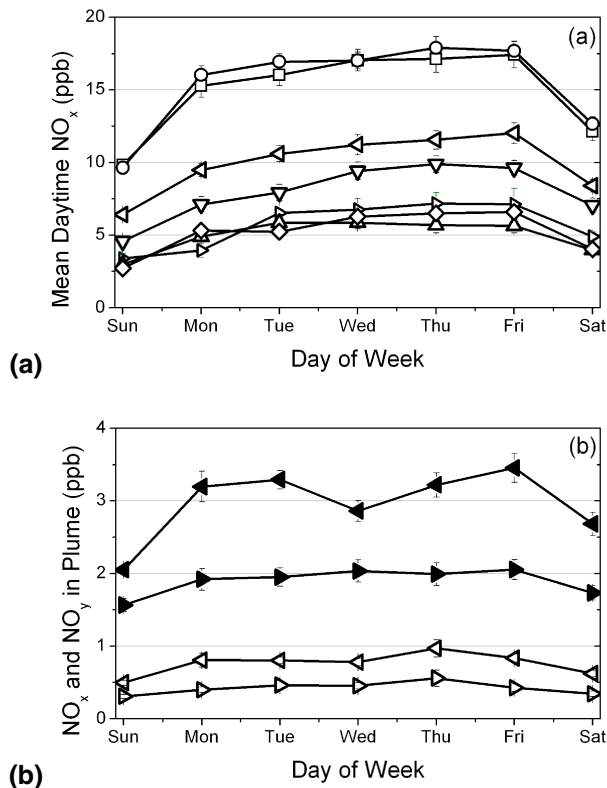 20
(a)
15
10
5
0
Mean Daytime NOx (ppb)
Sun Mon Tue Wed Thu Fri Sat
Day of Week
(a)
4
(b)
3
2
1
0
NOx and NOy in Plume (ppb)
Sun Mon Tue Wed Thu Fri Sat
Day of Week
(b)